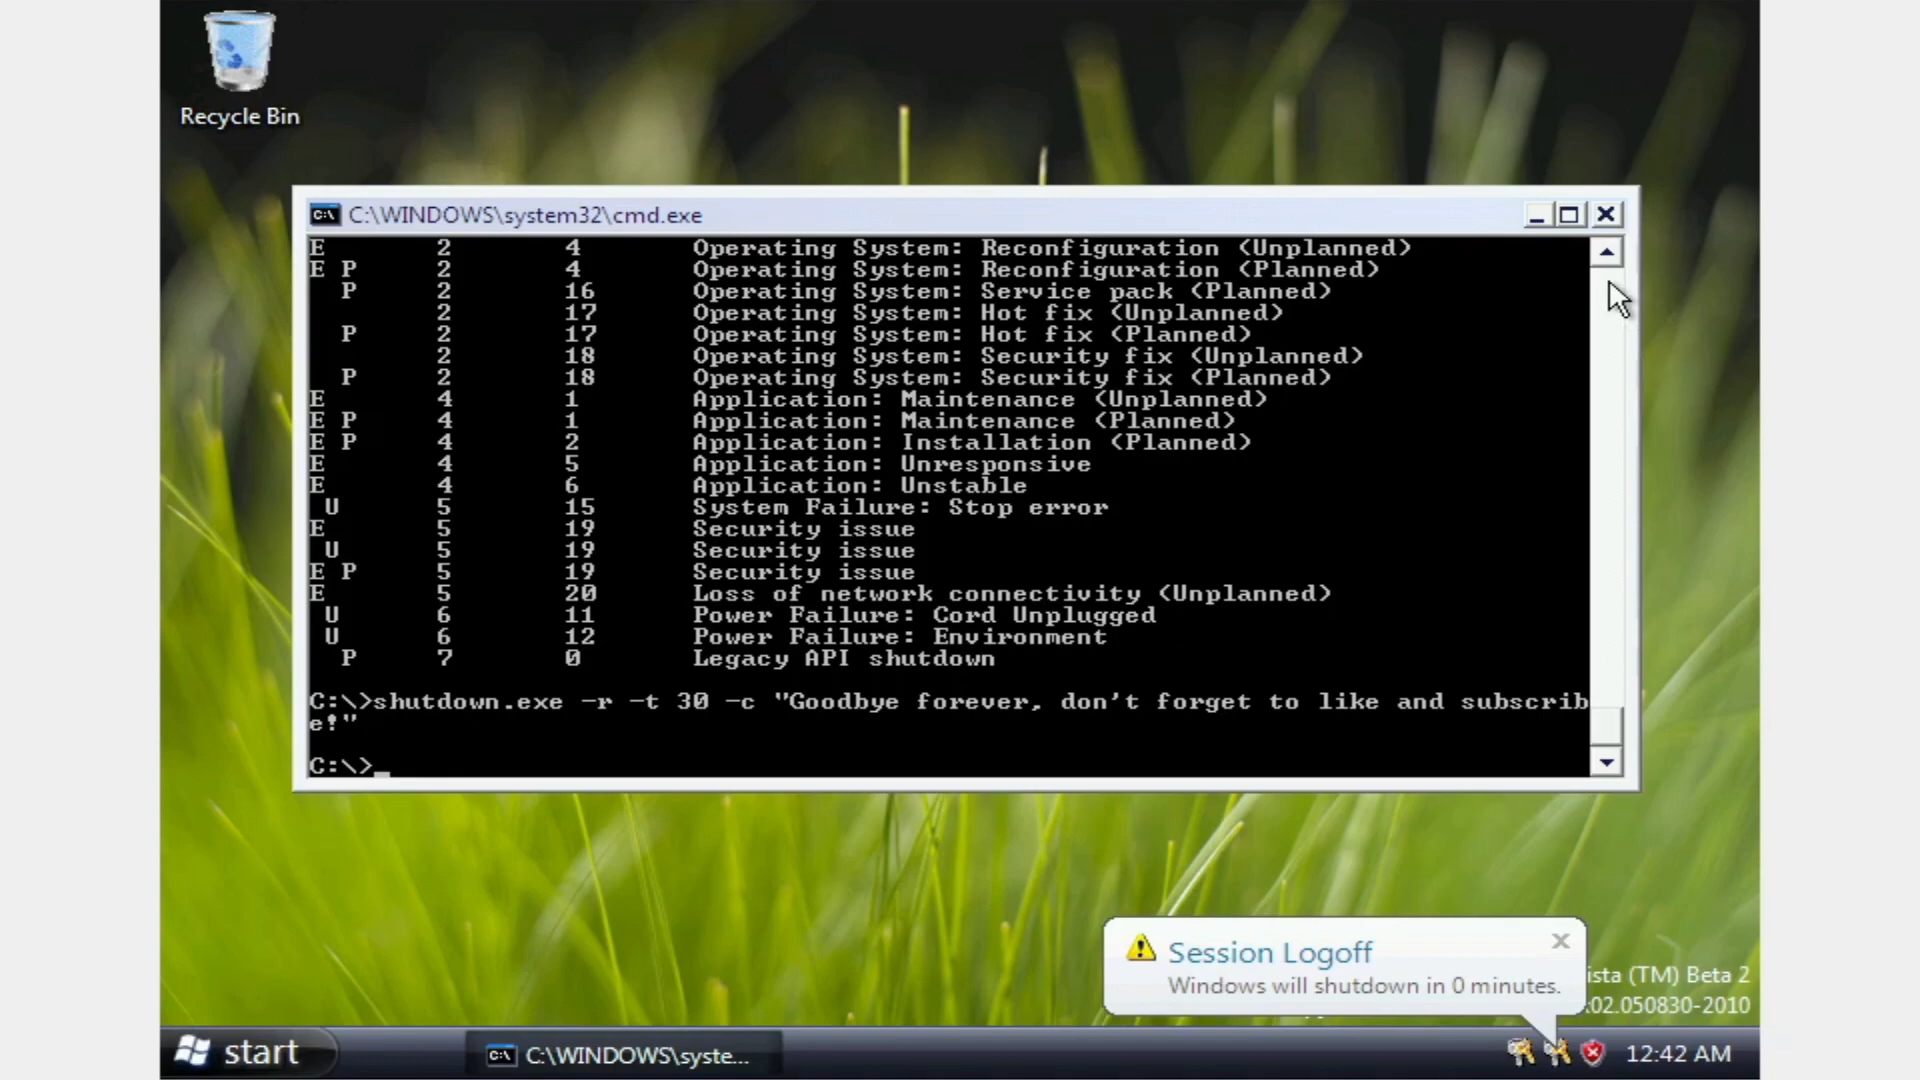 Recycle Bin
C:\WINDOWS\system32\cmd.exe
E 2 4 Operating System: Reconfiguration (Unplanned)
E P 2 4 Operating System: Reconfiguration (Planned)
P 2 16 Operating System: Service pack (Planned)
2 17 Operating System: Hot fix (Unplanned)
P 2 17 Operating System: Hot fix (Planned)
2 18 Operating System: Security fix (Unplanned)
P 2 18 Operating System: Security fix (Planned)
E 4 1 Application: Maintenance (Unplanned)
E P 4 1 Application: Maintenance (Planned)
E P 4 2 Application: Installation (Planned)
E 4 5 Application: Unresponsive
E 4 6 Application: Unstable
U 5 15 System Failure: Stop error
E 5 19 Security issue
U 5 19 Security issue
E P 5 19 Security issue
E 5 20 Loss of network connectivity (Unplanned)
U 6 11 Power Failure: Cord Unplugged
U 6 12 Power Failure: Environment
P 7 0 Legacy API shutdown
C:\>shutdown.exe -r -t 30 -c "Goodbye forever, don't forget to like and subscrib
e!"
C:\>_
Session Logoff
Windows will shutdown in 0 minutes.
ista (TM) Beta 2
:02.050830-2010
start
C:\WINDOWS\syste...
12:42 AM